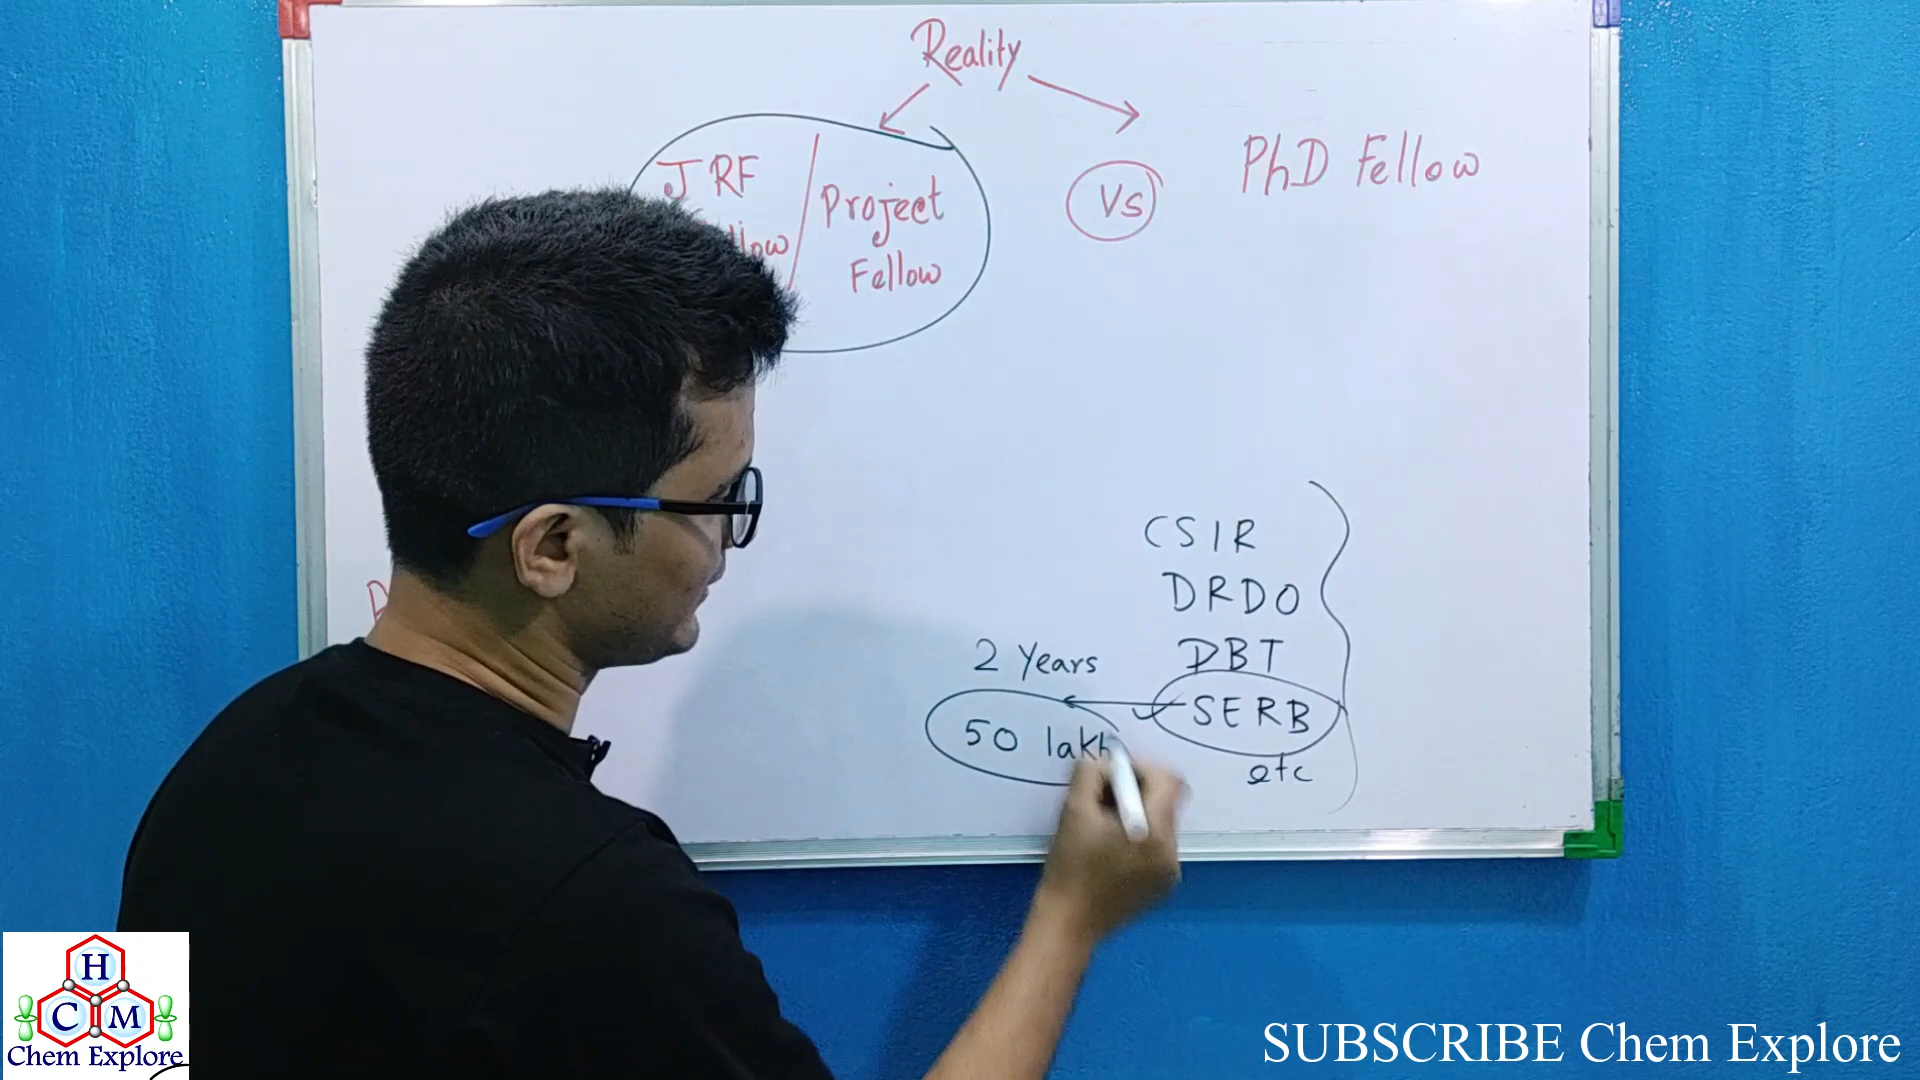 Reality
JRF / Project
Fellow
Vs
PhD Fellow
CSIR
DRDO
DBT
2 Years
SERB
50 lakh
etc
H
C M
Chem Explore
SUBSCRIBE Chem Explore